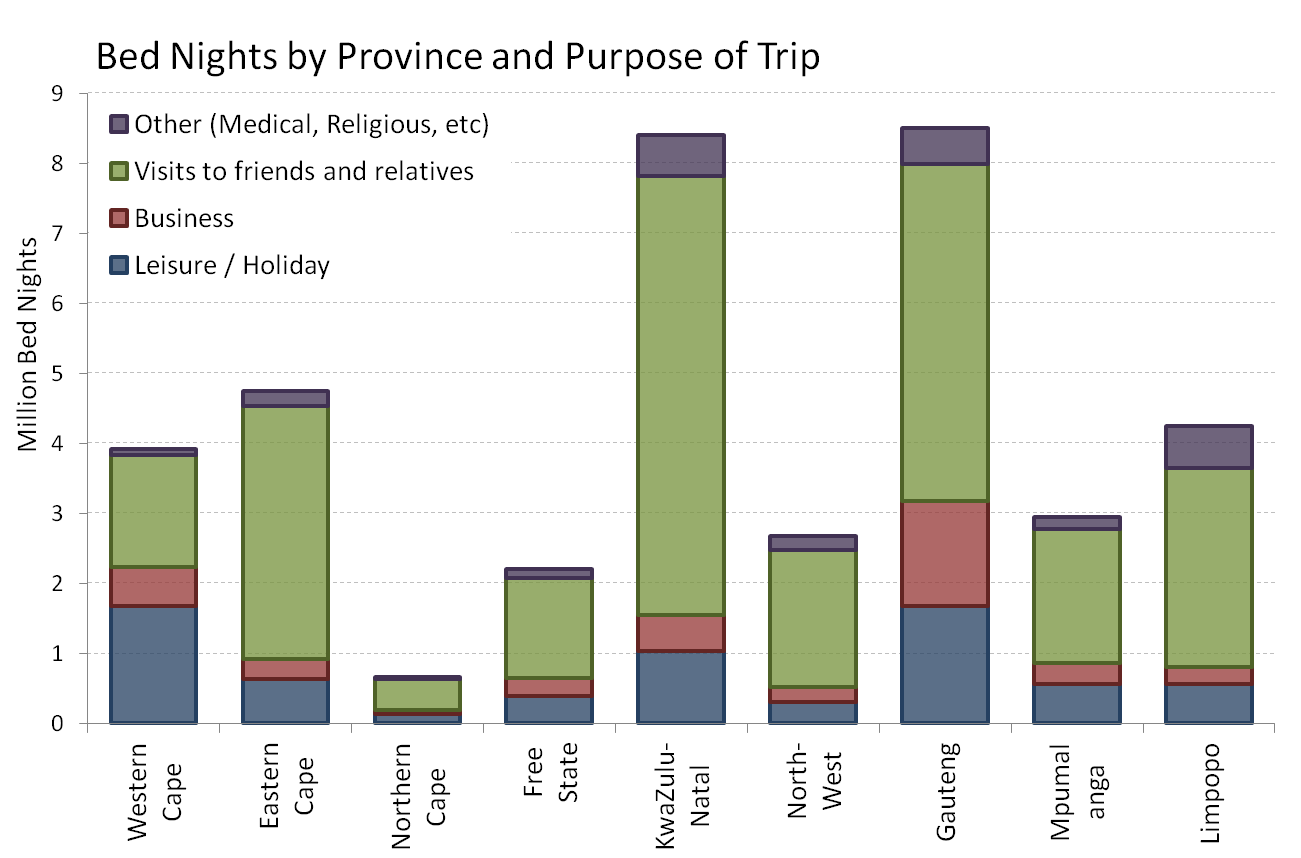 Bed Nights by Province and Purpose of Trip
9
8
7
6
5
4
3
2
1
0
Million Bed Nights
Other (Medical, Religious, etc)
Visits to friends and relatives
Business
Leisure / Holiday
Western
Cape
Eastern
Cape
Northern
Cape
Free
State
KwaZulu-
Natal
North-
West
Gauteng
Mpumal
anga
Limpopo